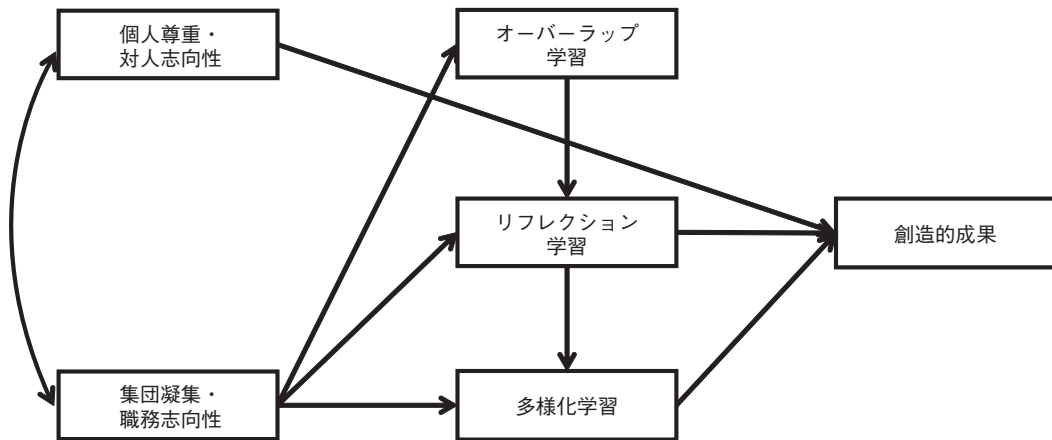 個人尊重・
対人志向性
オーバーラップ
学習
リフレクション
学習
創造的成果
集団凝集・
職務志向性
多様化学習